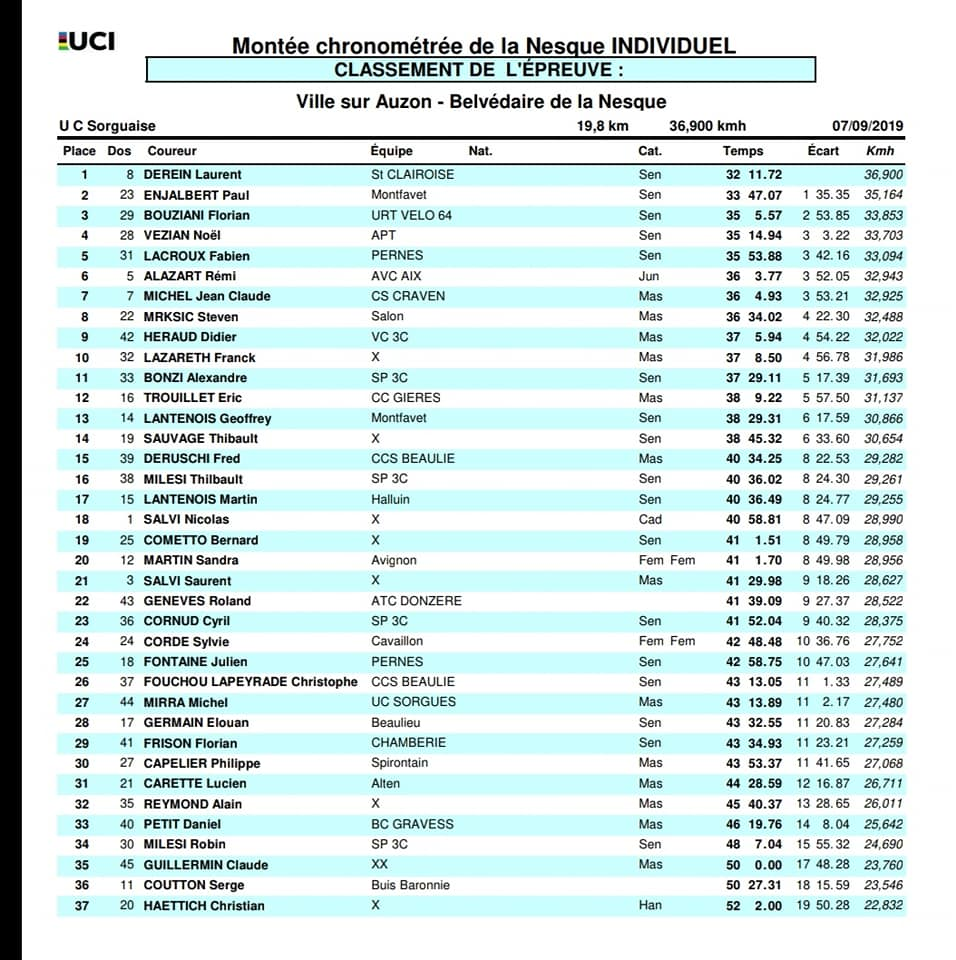 UCI
Montée chronométrée de la Nesque INDIVIDUEL
CLASSEMENT DE L'ÉPREUVE :
Ville sur Auzon - Belvédaire de la Nesque
U C Sorguaise 19,8 km 36,900 kmh 07/09/2019
Place Dos Coureur Équipe Nat. Cat. Temps Écart Kmh
1 8 DEREIN Laurent St CLAIROISE Sen 32 11.72 36,900
2 23 ENJALBERT Paul Montfavet Sen 33 47.07 1 35.35 35,164
3 29 BOUZIANI Florian URT VELO 64 Sen 35 5.57 2 53.85 33,853
4 28 VEZIAN Noël APT Sen 35 14.94 3 3.22 33,703
5 31 LACROUX Fabien PERNES Sen 35 53.88 3 42.16 33,094
6 5 ALAZART Rémi AVC AIX Jun 36 3.77 3 52.05 32,943
7 7 MICHEL Jean Claude CS CRAVEN Mas 36 4.93 3 53.21 32,925
8 22 MRKSIC Steven Salon Mas 36 34.02 4 22.30 32,488
9 42 HERAUD Didier VC 3C Mas 37 5.94 4 54.22 32,022
10 32 LAZARETH Franck X Mas 37 8.50 4 56.78 31,986
11 33 BONZI Alexandre SP 3C Sen 37 29.11 5 17.39 31,693
12 16 TROUILLET Eric CC GIERES Mas 38 9.22 5 57.50 31,137
13 14 LANTENOIS Geoffrey Montfavet Sen 38 29.31 6 17.59 30,866
14 19 SAUVAGE Thibault X Sen 38 45.32 6 33.60 30,654
15 39 DERUSCHI Fred CCS BEAULIE Mas 40 34.25 8 22.53 29,282
16 38 MILESI Thilbault SP 3C Sen 40 36.02 8 24.30 29,261
17 15 LANTENOIS Martin Halluin Sen 40 36.49 8 24.77 29,255
18 1 SALVI Nicolas X Cad 40 58.81 8 47.09 28,990
19 25 COMETTO Bernard X Sen 41 1.51 8 49.79 28,958
20 12 MARTIN Sandra Avignon Fem Fem 41 1.70 8 49.98 28,956
21 3 SALVI Saurent X Mas 41 29.98 9 18.26 28,627
22 43 GENEVES Roland ATC DONZERE 41 39.09 9 27.37 28,522
23 36 CORNUD Cyril SP 3C Sen 41 52.04 9 40.32 28,375
24 24 CORDE Sylvie Cavaillon Fem Fem 42 48.48 10 36.76 27,752
25 18 FONTAINE Julien PERNES Sen 42 58.75 10 47.03 27,641
26 37 FOUCHOU LAPEYRADE Christophe CCS BEAULIE Sen 43 13.05 11 1.33 27,489
27 44 MIRRA Michel UC SORGUES Mas 43 13.89 11 2.17 27,480
28 17 GERMAIN Elouan Beaulieu Sen 43 32.55 11 20.83 27,284
29 41 FRISON Florian CHAMBERIE Sen 43 34.93 11 23.21 27,259
30 27 CAPELIER Philippe Spirontain Mas 43 53.37 11 41.65 27,068
31 21 CARETTE Lucien Alten Mas 44 28.59 12 16.87 26,711
32 35 REYMOND Alain X Mas 45 40.37 13 28.65 26,011
33 40 PETIT Daniel BC GRAVESS Mas 46 19.76 14 8.04 25,642
34 30 MILESI Robin SP 3C Sen 48 7.04 15 55.32 24,690
35 45 GUILLERMIN Claude XX Mas 50 0.00 17 48.28 23,760
36 11 COUTTON Serge Buis Baronnie 50 27.31 18 15.59 23,546
37 20 HAETTICH Christian X Han 52 2.00 19 50.28 22,832